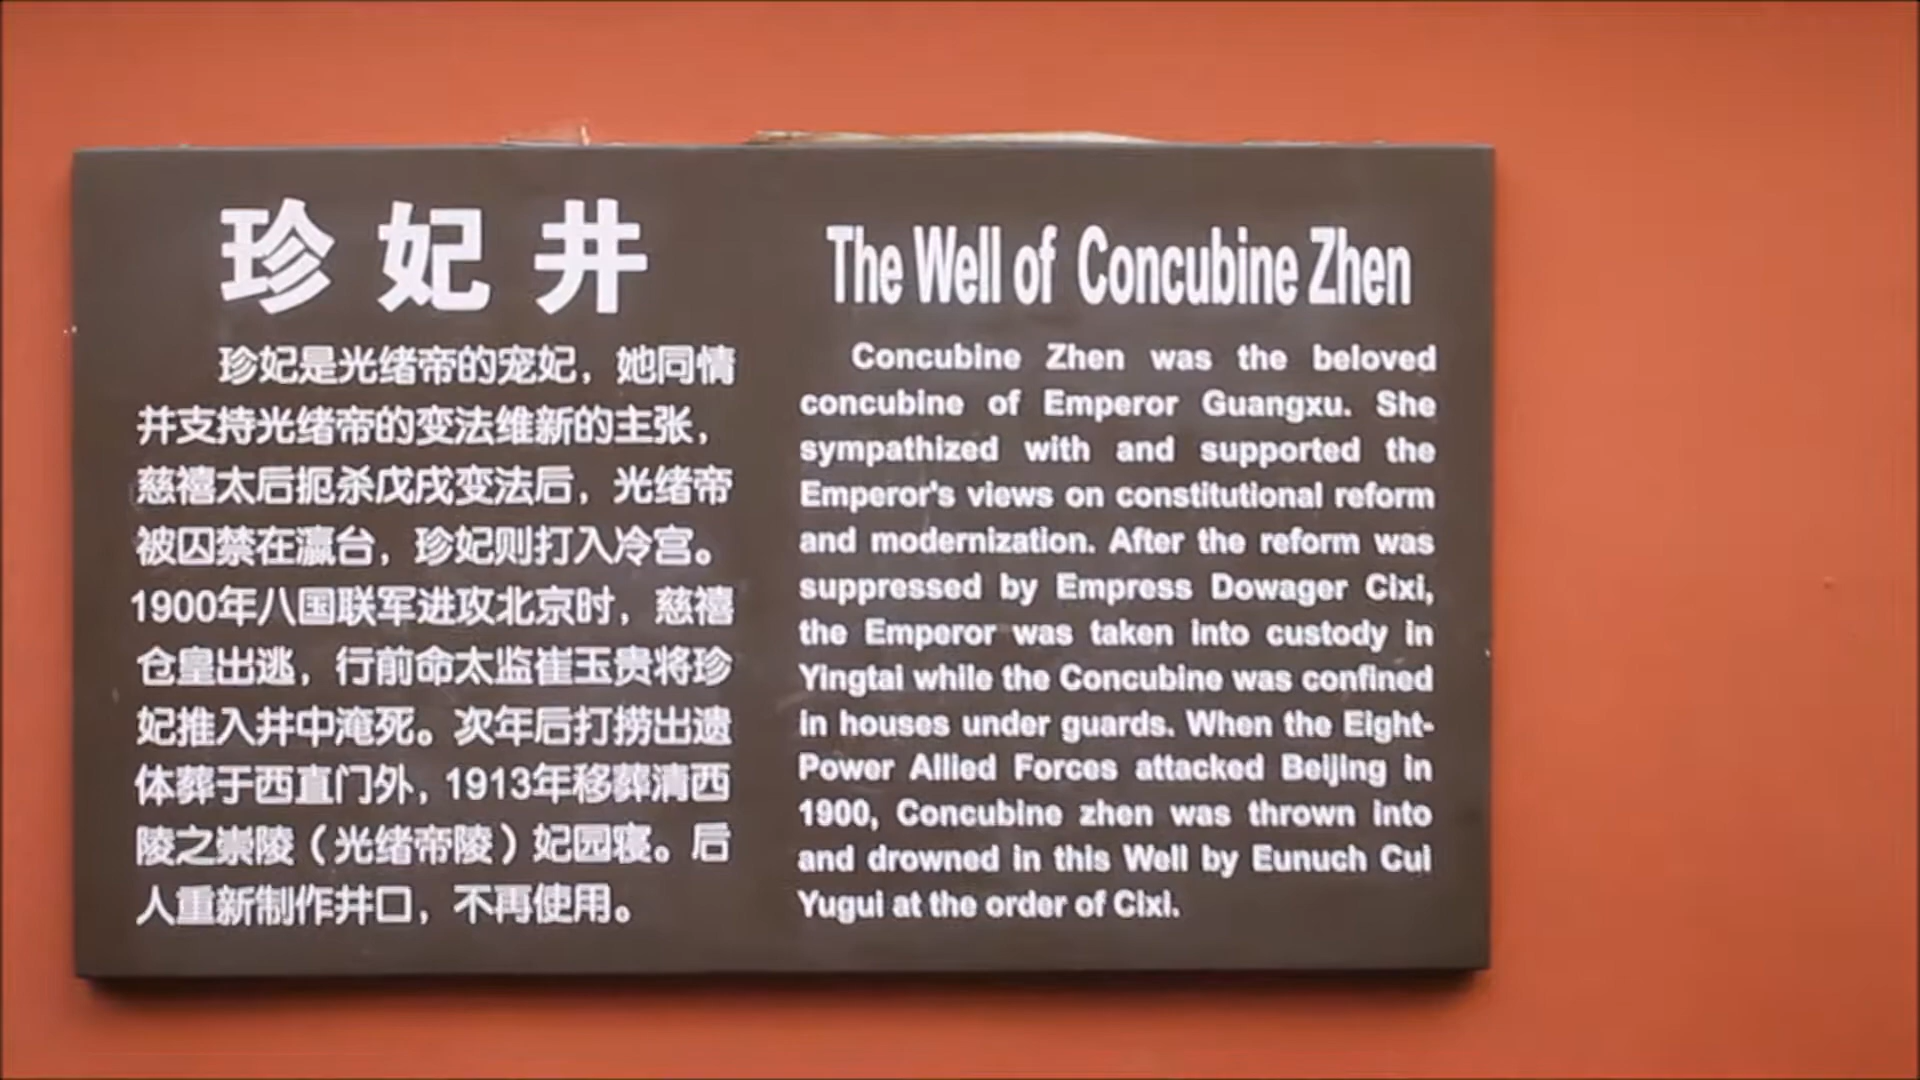 珍妃井
珍妃是光绪帝的宠妃，她同情
并支持光绪帝的变法维新的主张，
慈禧太后扼杀戊戌变法后，光绪帝
被囚禁在瀛台，珍妃则打入冷宫。
1900年八国联军进攻北京时，慈禧
仓皇出逃，行前命太监崔玉贵将珍
妃推入井中淹死。次年后打捞出遗
体葬于西直门外，1913年移葬清西
陵之崇陵（光绪帝陵）妃园寝。后
人重新制作井口，不再使用。
The Well of Concubine Zhen
Concubine Zhen was the beloved
concubine of Emperor Guangxu. She
sympathized with and supported the
Emperor's views on constitutional reform
and modernization. After the reform was
suppressed by Empress Dowager Cixi,
the Emperor was taken into custody in
Yingtai while the Concubine was confined
in houses under guards. When the Eight-
Power Allied Forces attacked Beijing in
1900, Concubine zhen was thrown into
and drowned in this Well by Eunuch Cui
Yugui at the order of Cixi.